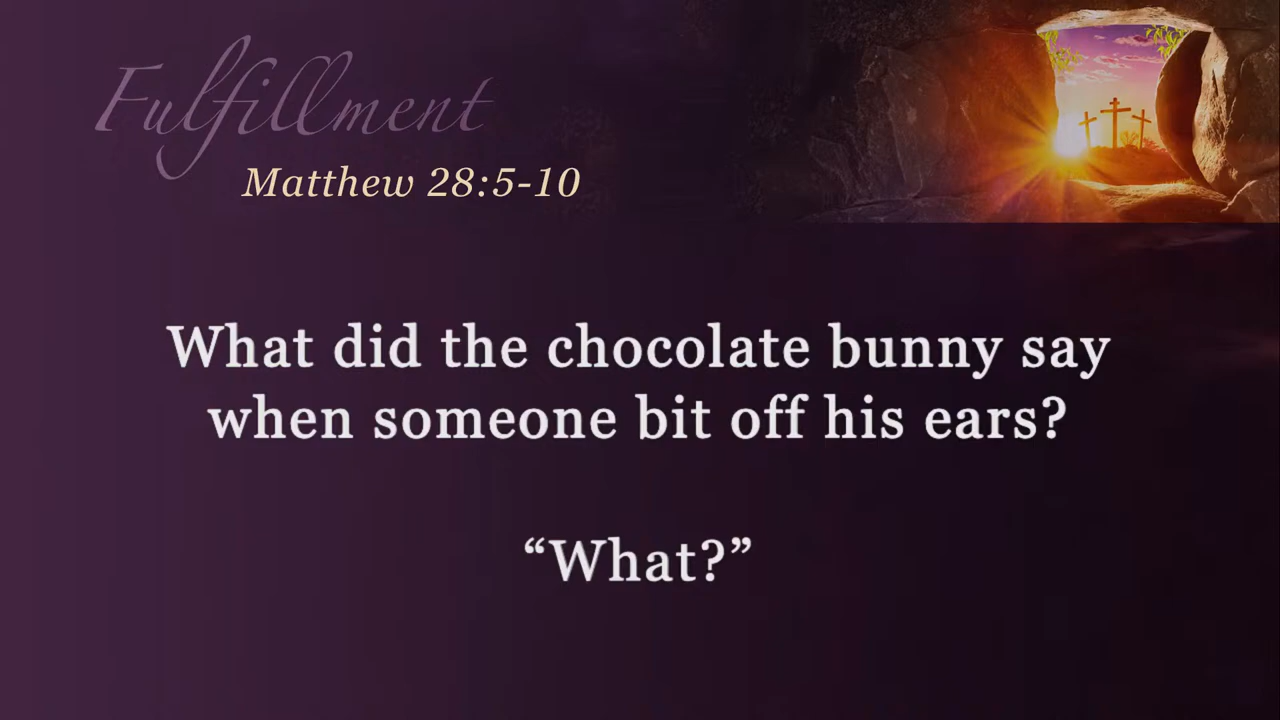 Fulfillment
Matthew 28:5-10
What did the chocolate bunny say
when someone bit off his ears?
“What?”